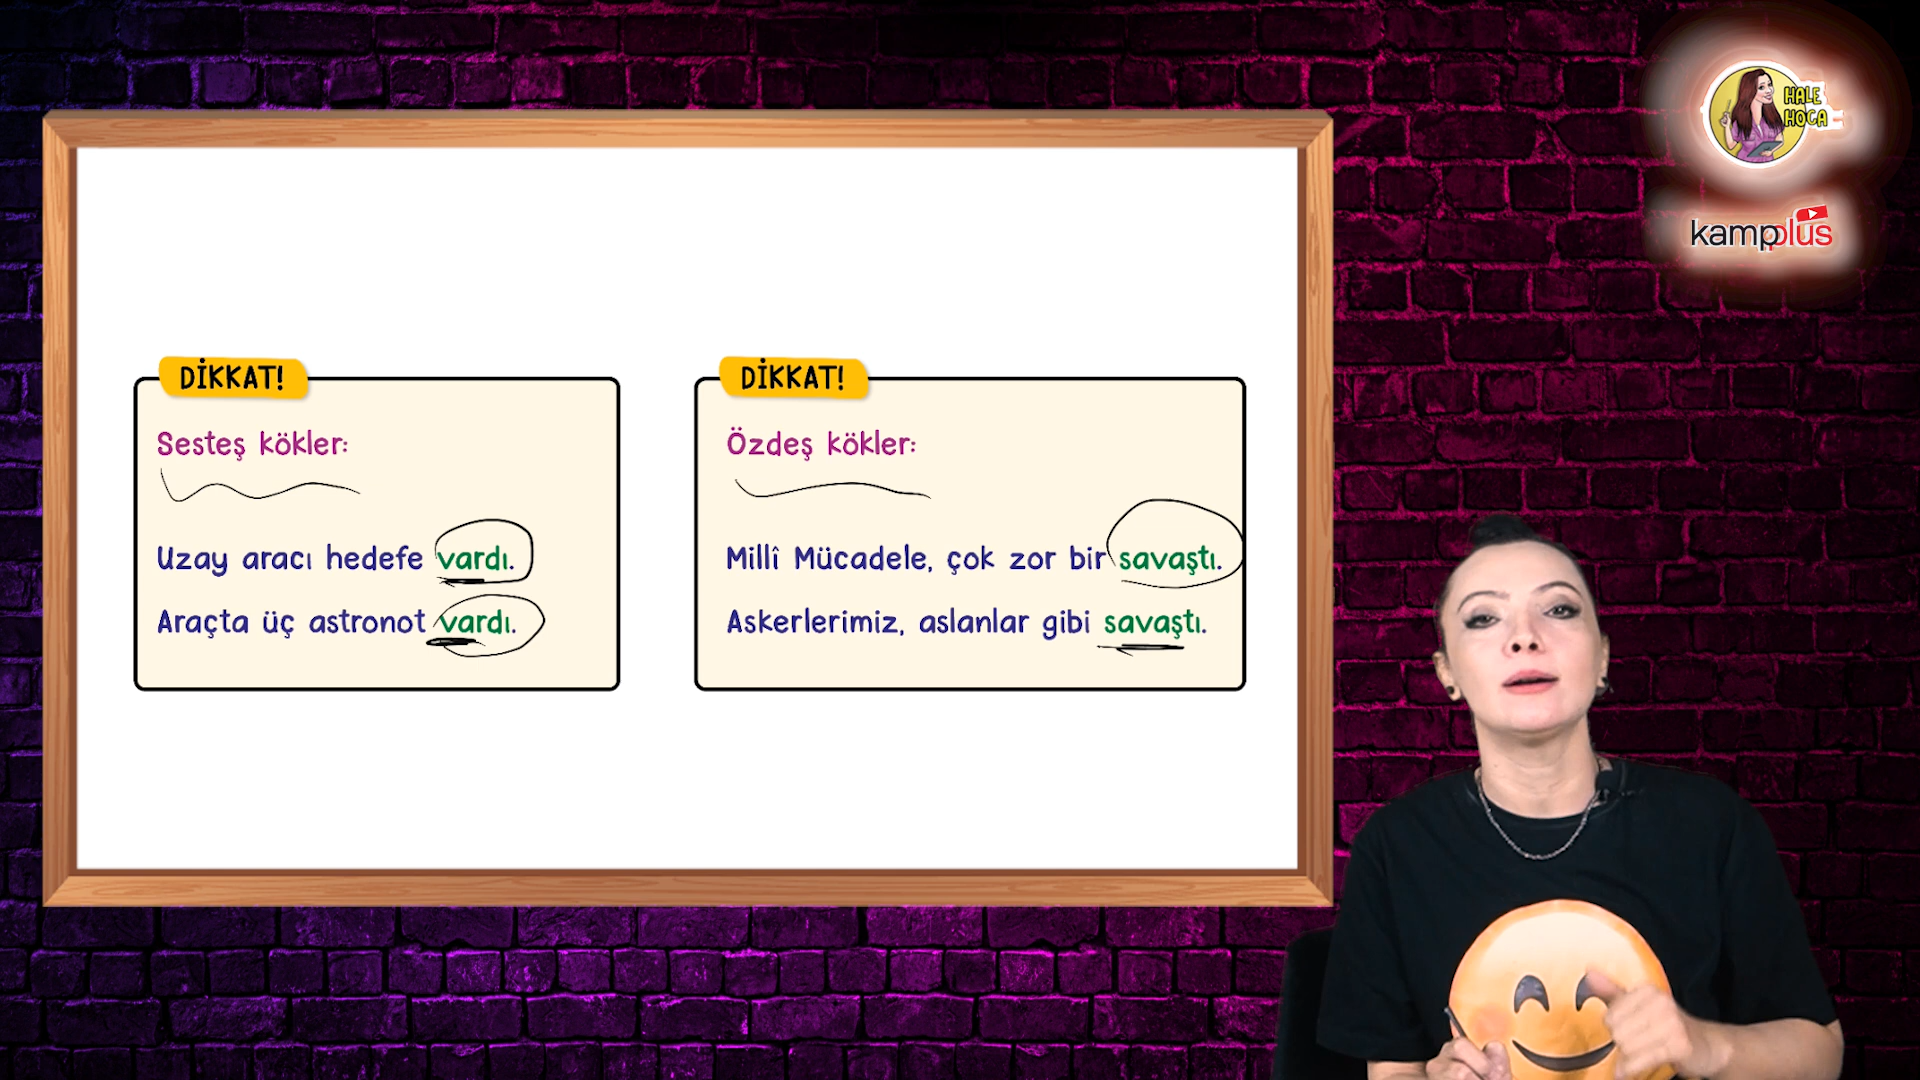 DİKKAT!
Sesteş kökler:
Uzay aracı hedefe vardı.
Araçta üç astronot vardı.
DİKKAT!
Özdeş kökler:
Millî Mücadele, çok zor bir savaştı.
Askerlerimiz, aslanlar gibi savaştı.
HALE
HOCA
kampplus